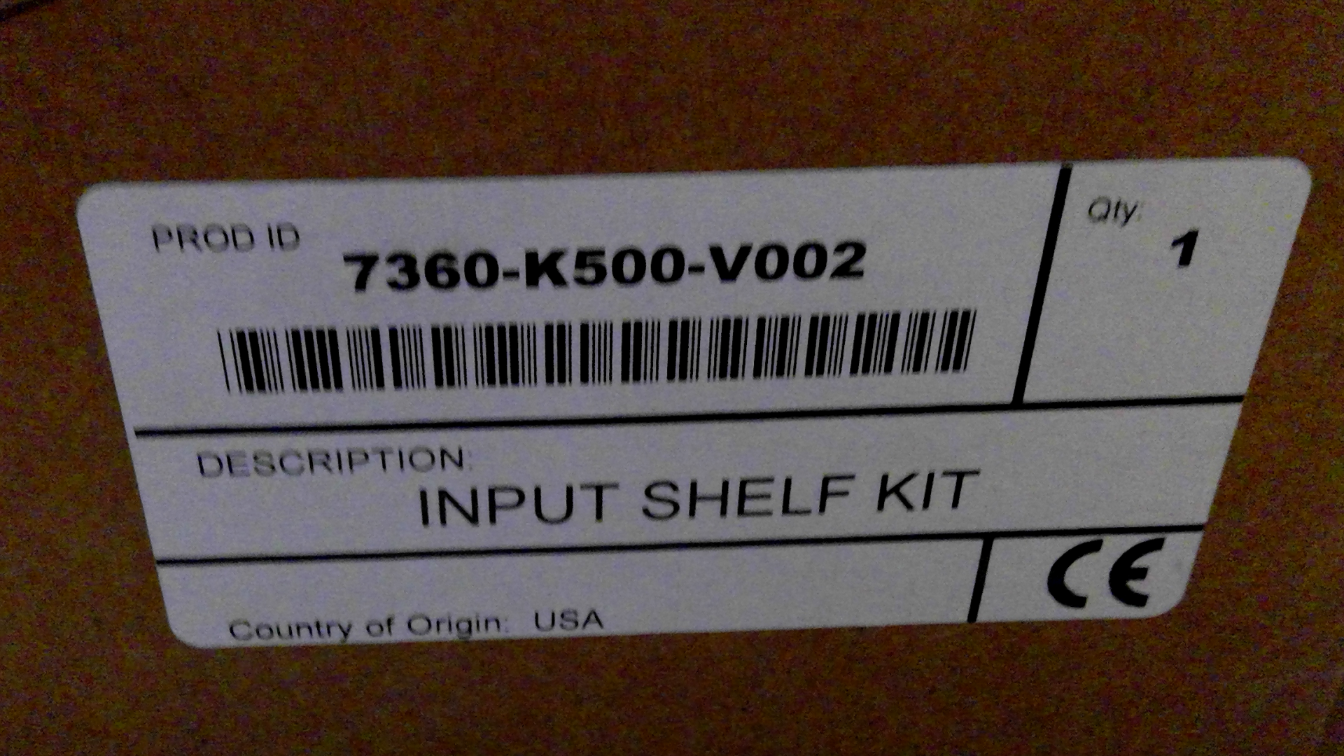 PROD ID
7360-K500-V002
Qty:
1
DESCRIPTION:
INPUT SHELF KIT
Country of Origin: USA
CE